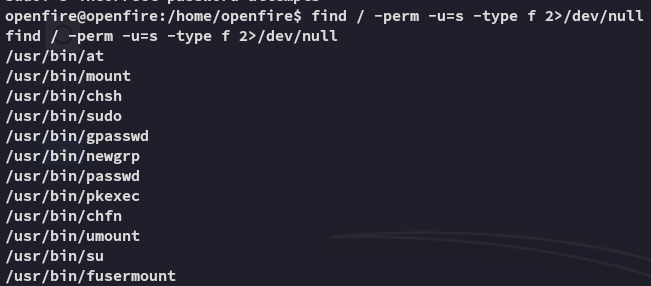 openfire@openfire:/home/openfire$ find / -perm -u=s -type f 2>/dev/null
find / -perm -u=s -type f 2>/dev/null
/usr/bin/at
/usr/bin/mount
/usr/bin/chsh
/usr/bin/sudo
/usr/bin/gpasswd
/usr/bin/newgrp
/usr/bin/passwd
/usr/bin/pkexec
/usr/bin/chfn
/usr/bin/umount
/usr/bin/su
/usr/bin/fusermount